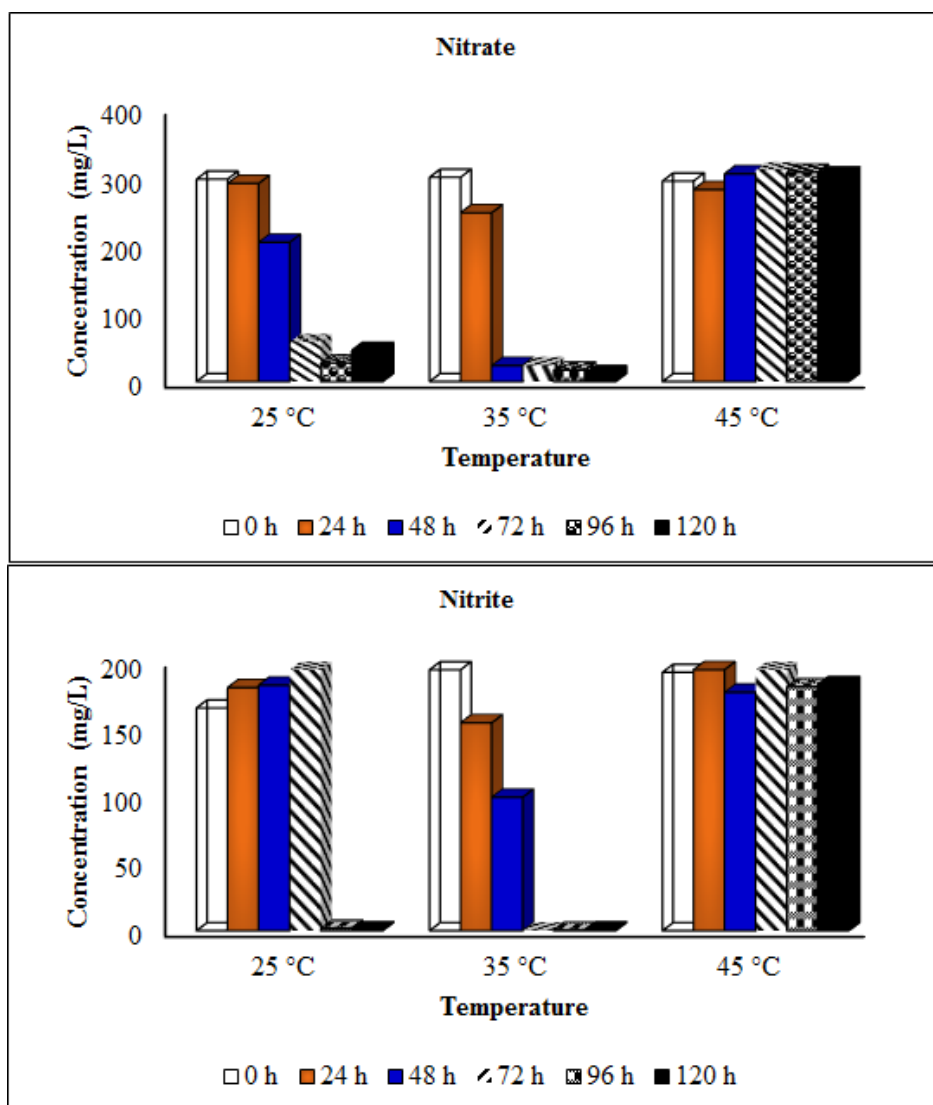 Nitrate
400
300
200
100
0
Concentration (mg/L)
25 °C 35 °C 45 °C
Temperature
0 h 24 h 48 h 72 h 96 h 120 h
Nitrite
200
150
100
50
0
Concentration (mg/L)
25 °C 35 °C 45 °C
Temperature
0 h 24 h 48 h 72 h 96 h 120 h